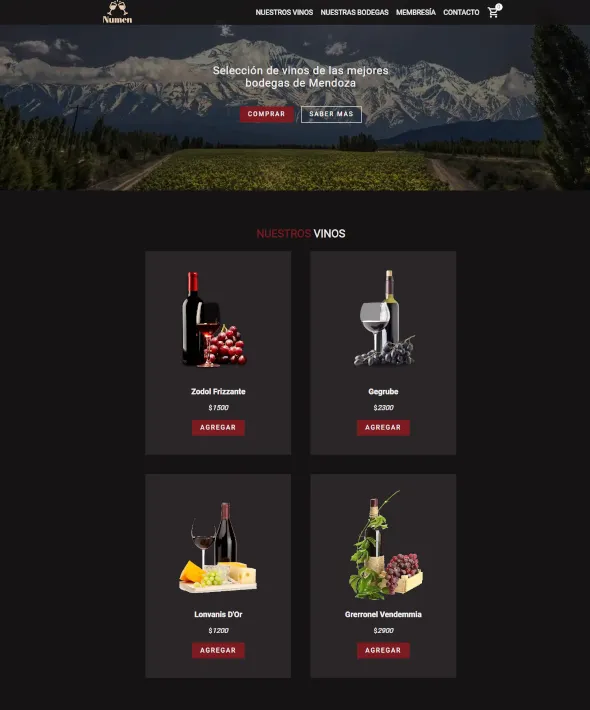 Numen
NUESTROS VINOS NUESTRAS BODEGAS MEMBRESÍA CONTACTO
Selección de vinos de las mejores
bodegas de Mendoza
COMPRAR SABER MAS
NUESTROS VINOS
Zodol Frizzante
$1500
AGREGAR
Gegrube
$2300
AGREGAR
Lonvanis D'Or
$1200
AGREGAR
Grerronel Vendemmia
$2900
AGREGAR